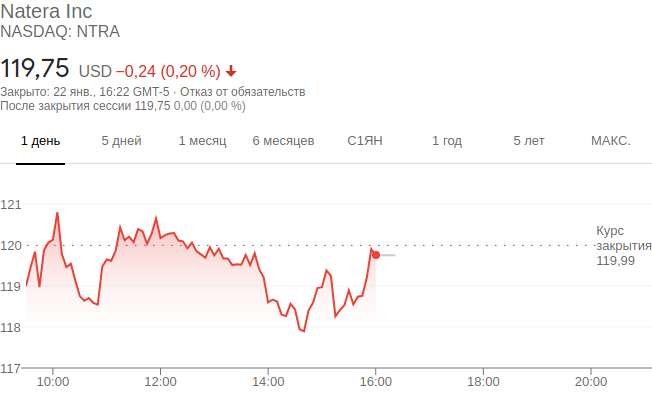 Natera Inc
NASDAQ: NTRA
119,75 USD −0,24 (0,20 %)
Закрыто: 22 янв., 16:22 GMT-5 · Отказ от обязательств
После закрытия сессии 119,75 0,00 (0,00 %)
1 день 5 дней 1 месяц 6 месяцев С1ЯН 1 год 5 лет МАКС.
121
120
119
118
117
Курс
закрытия
119,99
10:00 12:00 14:00 16:00 18:00 20:00